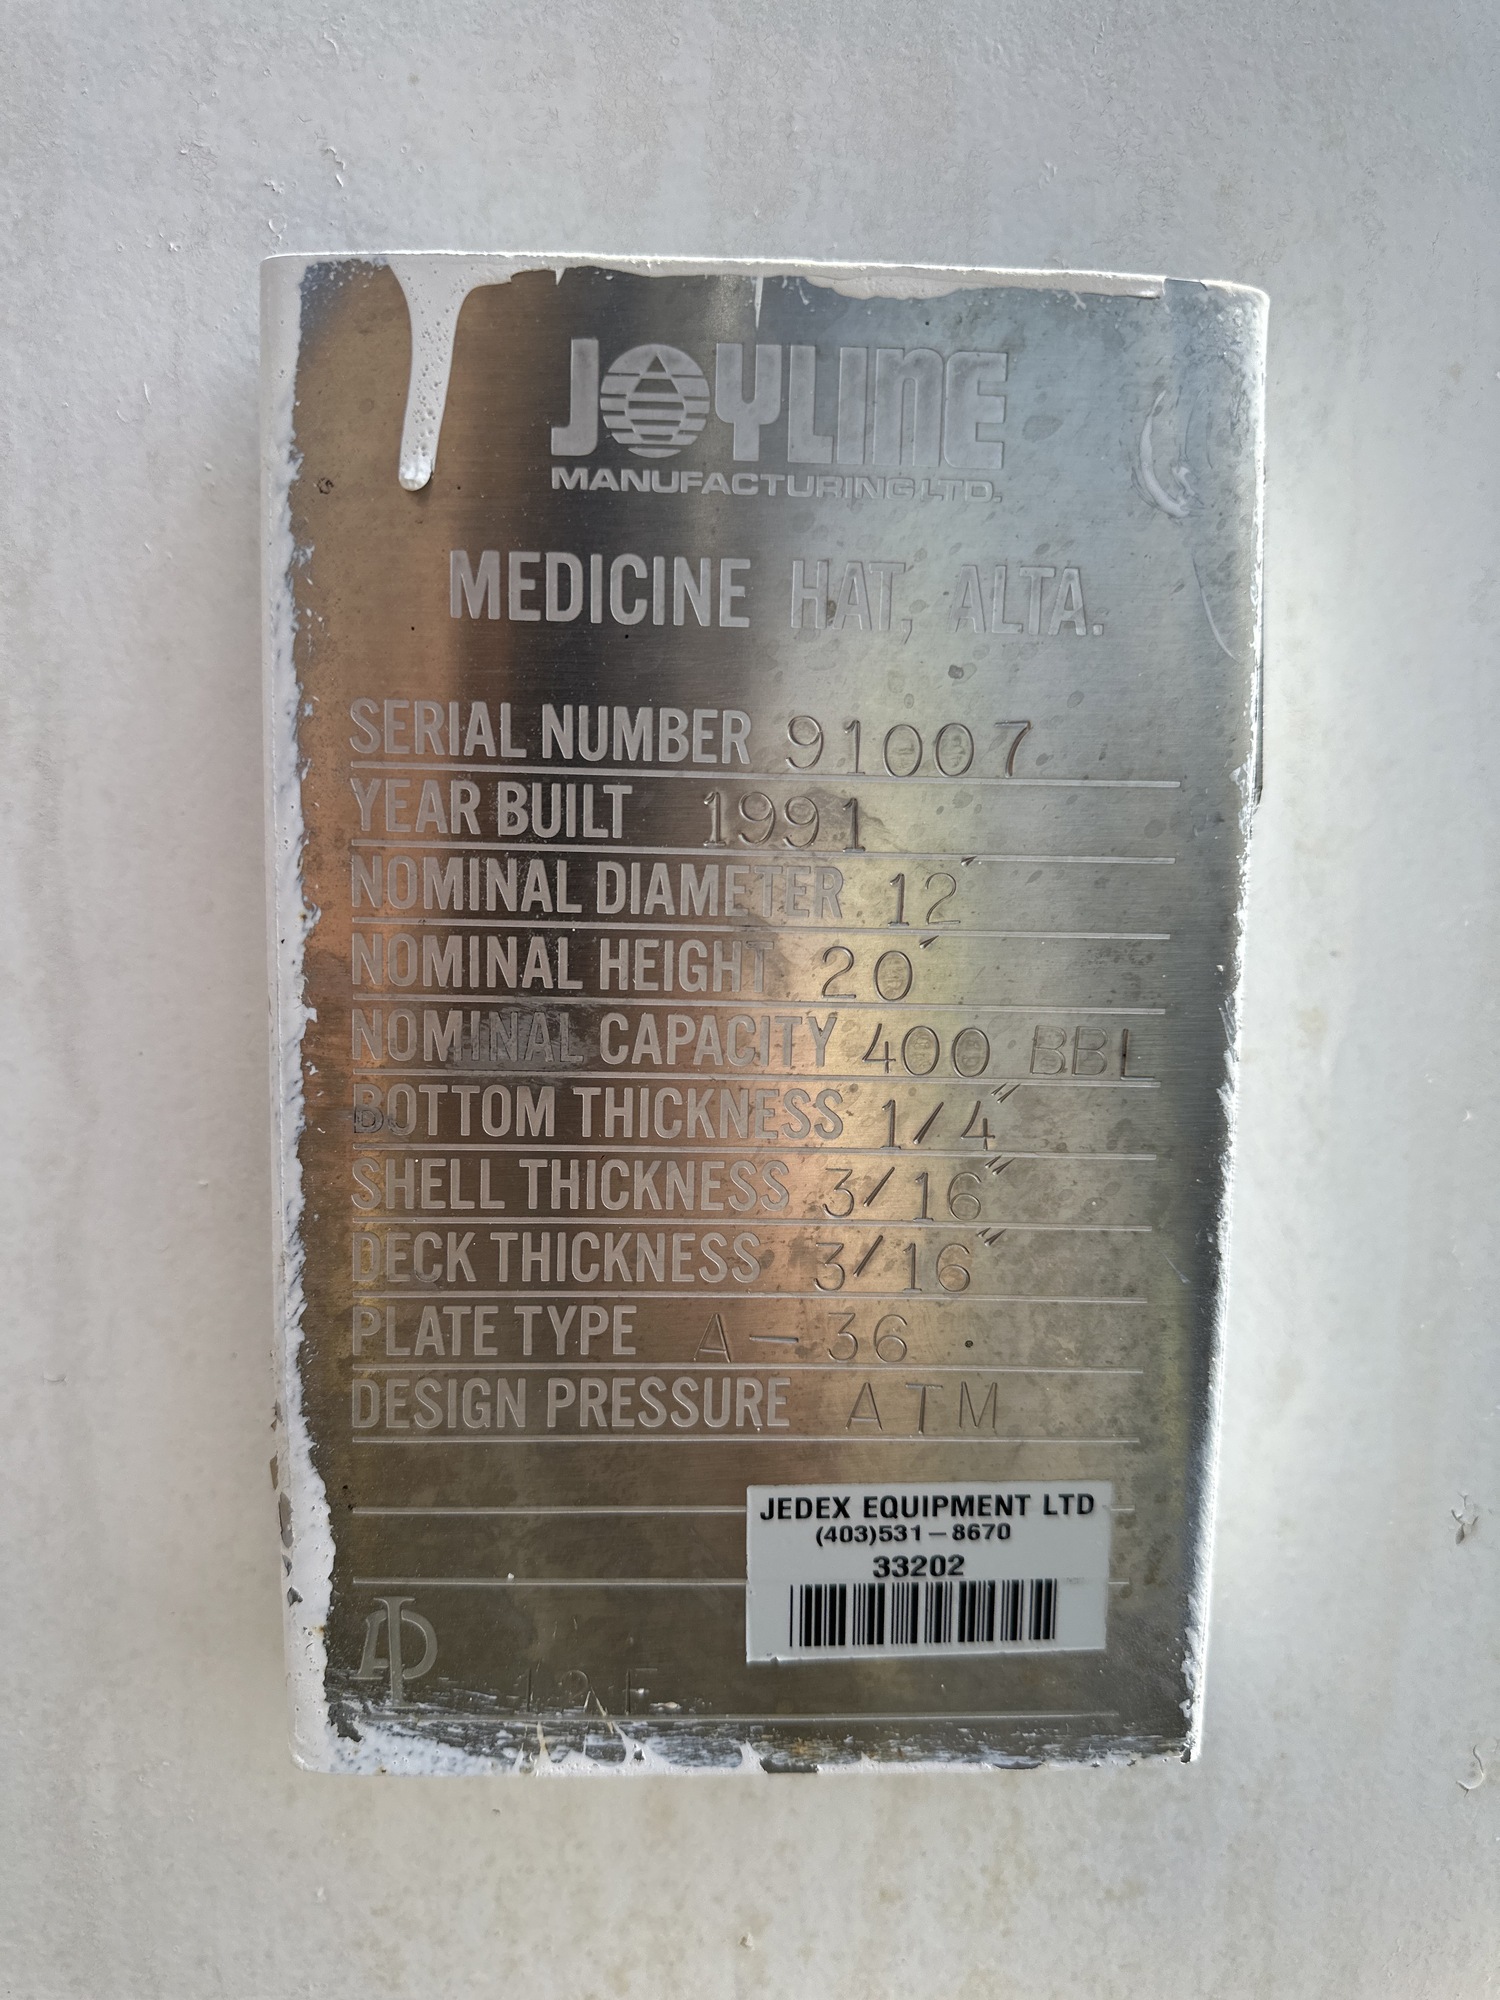 JOYLINE
MANUFACTURING LTD.
MEDICINE HAT, ALTA.
SERIAL NUMBER 91007
YEAR BUILT 1991
NOMINAL DIAMETER 12'
NOMINAL HEIGHT 20'
NOMINAL CAPACITY 400 BBL
BOTTOM THICKNESS 1/4"
SHELL THICKNESS 3/16"
DECK THICKNESS 3/16"
PLATE TYPE A-36
DESIGN PRESSURE ATM
JEDEX EQUIPMENT LTD
(403)531-8670
33202